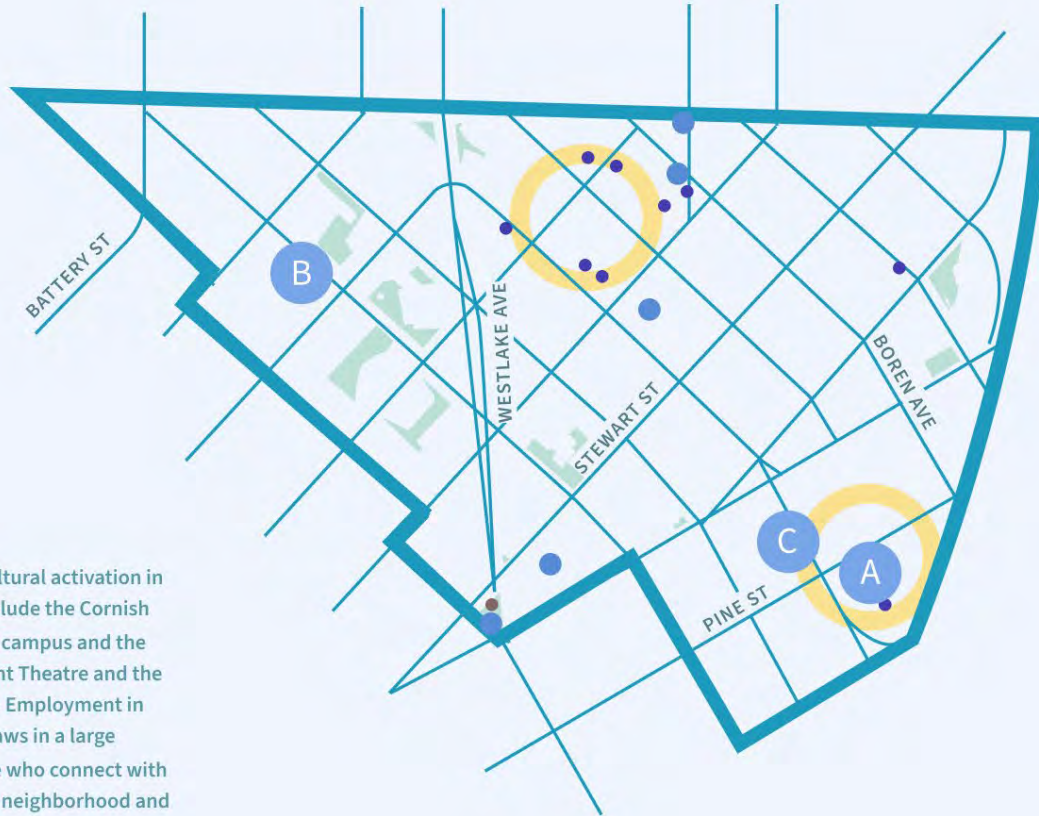 BATTERY ST
B
WESTLAKE AVE
STEWART ST
BOREN AVE
C
A
PINE ST
ltural activation in
lude the Cornish
campus and the
nt Theatre and the
Employment in
aws in a large
e who connect with
neighborhood and